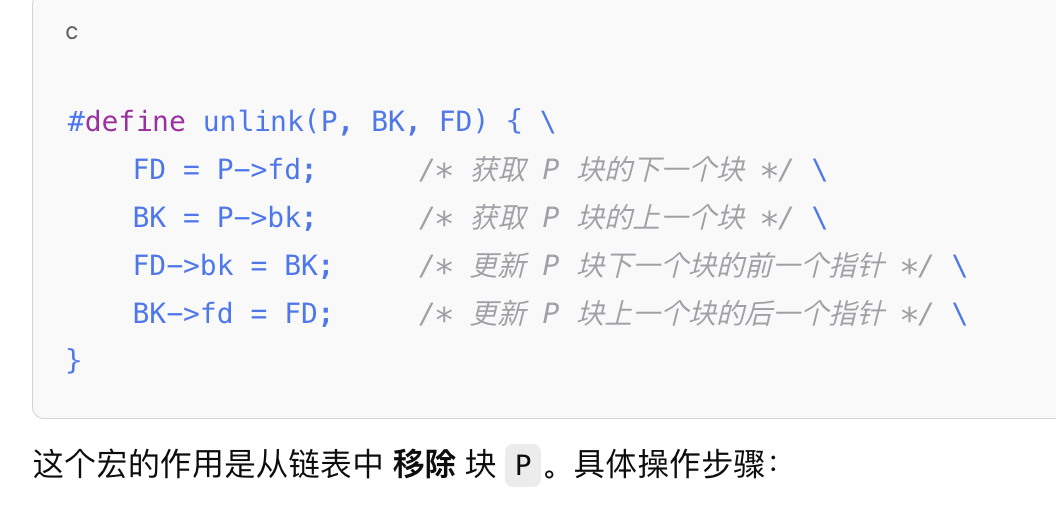 c
#define unlink(P, BK, FD) { \
FD = P->fd; /* 获取 P 块的下一个块 */ \
BK = P->bk; /* 获取 P 块的上一个块 */ \
FD->bk = BK; /* 更新 P 块下一个块的前一个指针 */ \
BK->fd = FD; /* 更新 P 块上一个块的后一个指针 */ \
}
这个宏的作用是从链表中 移除 块 P 。具体操作步骤：